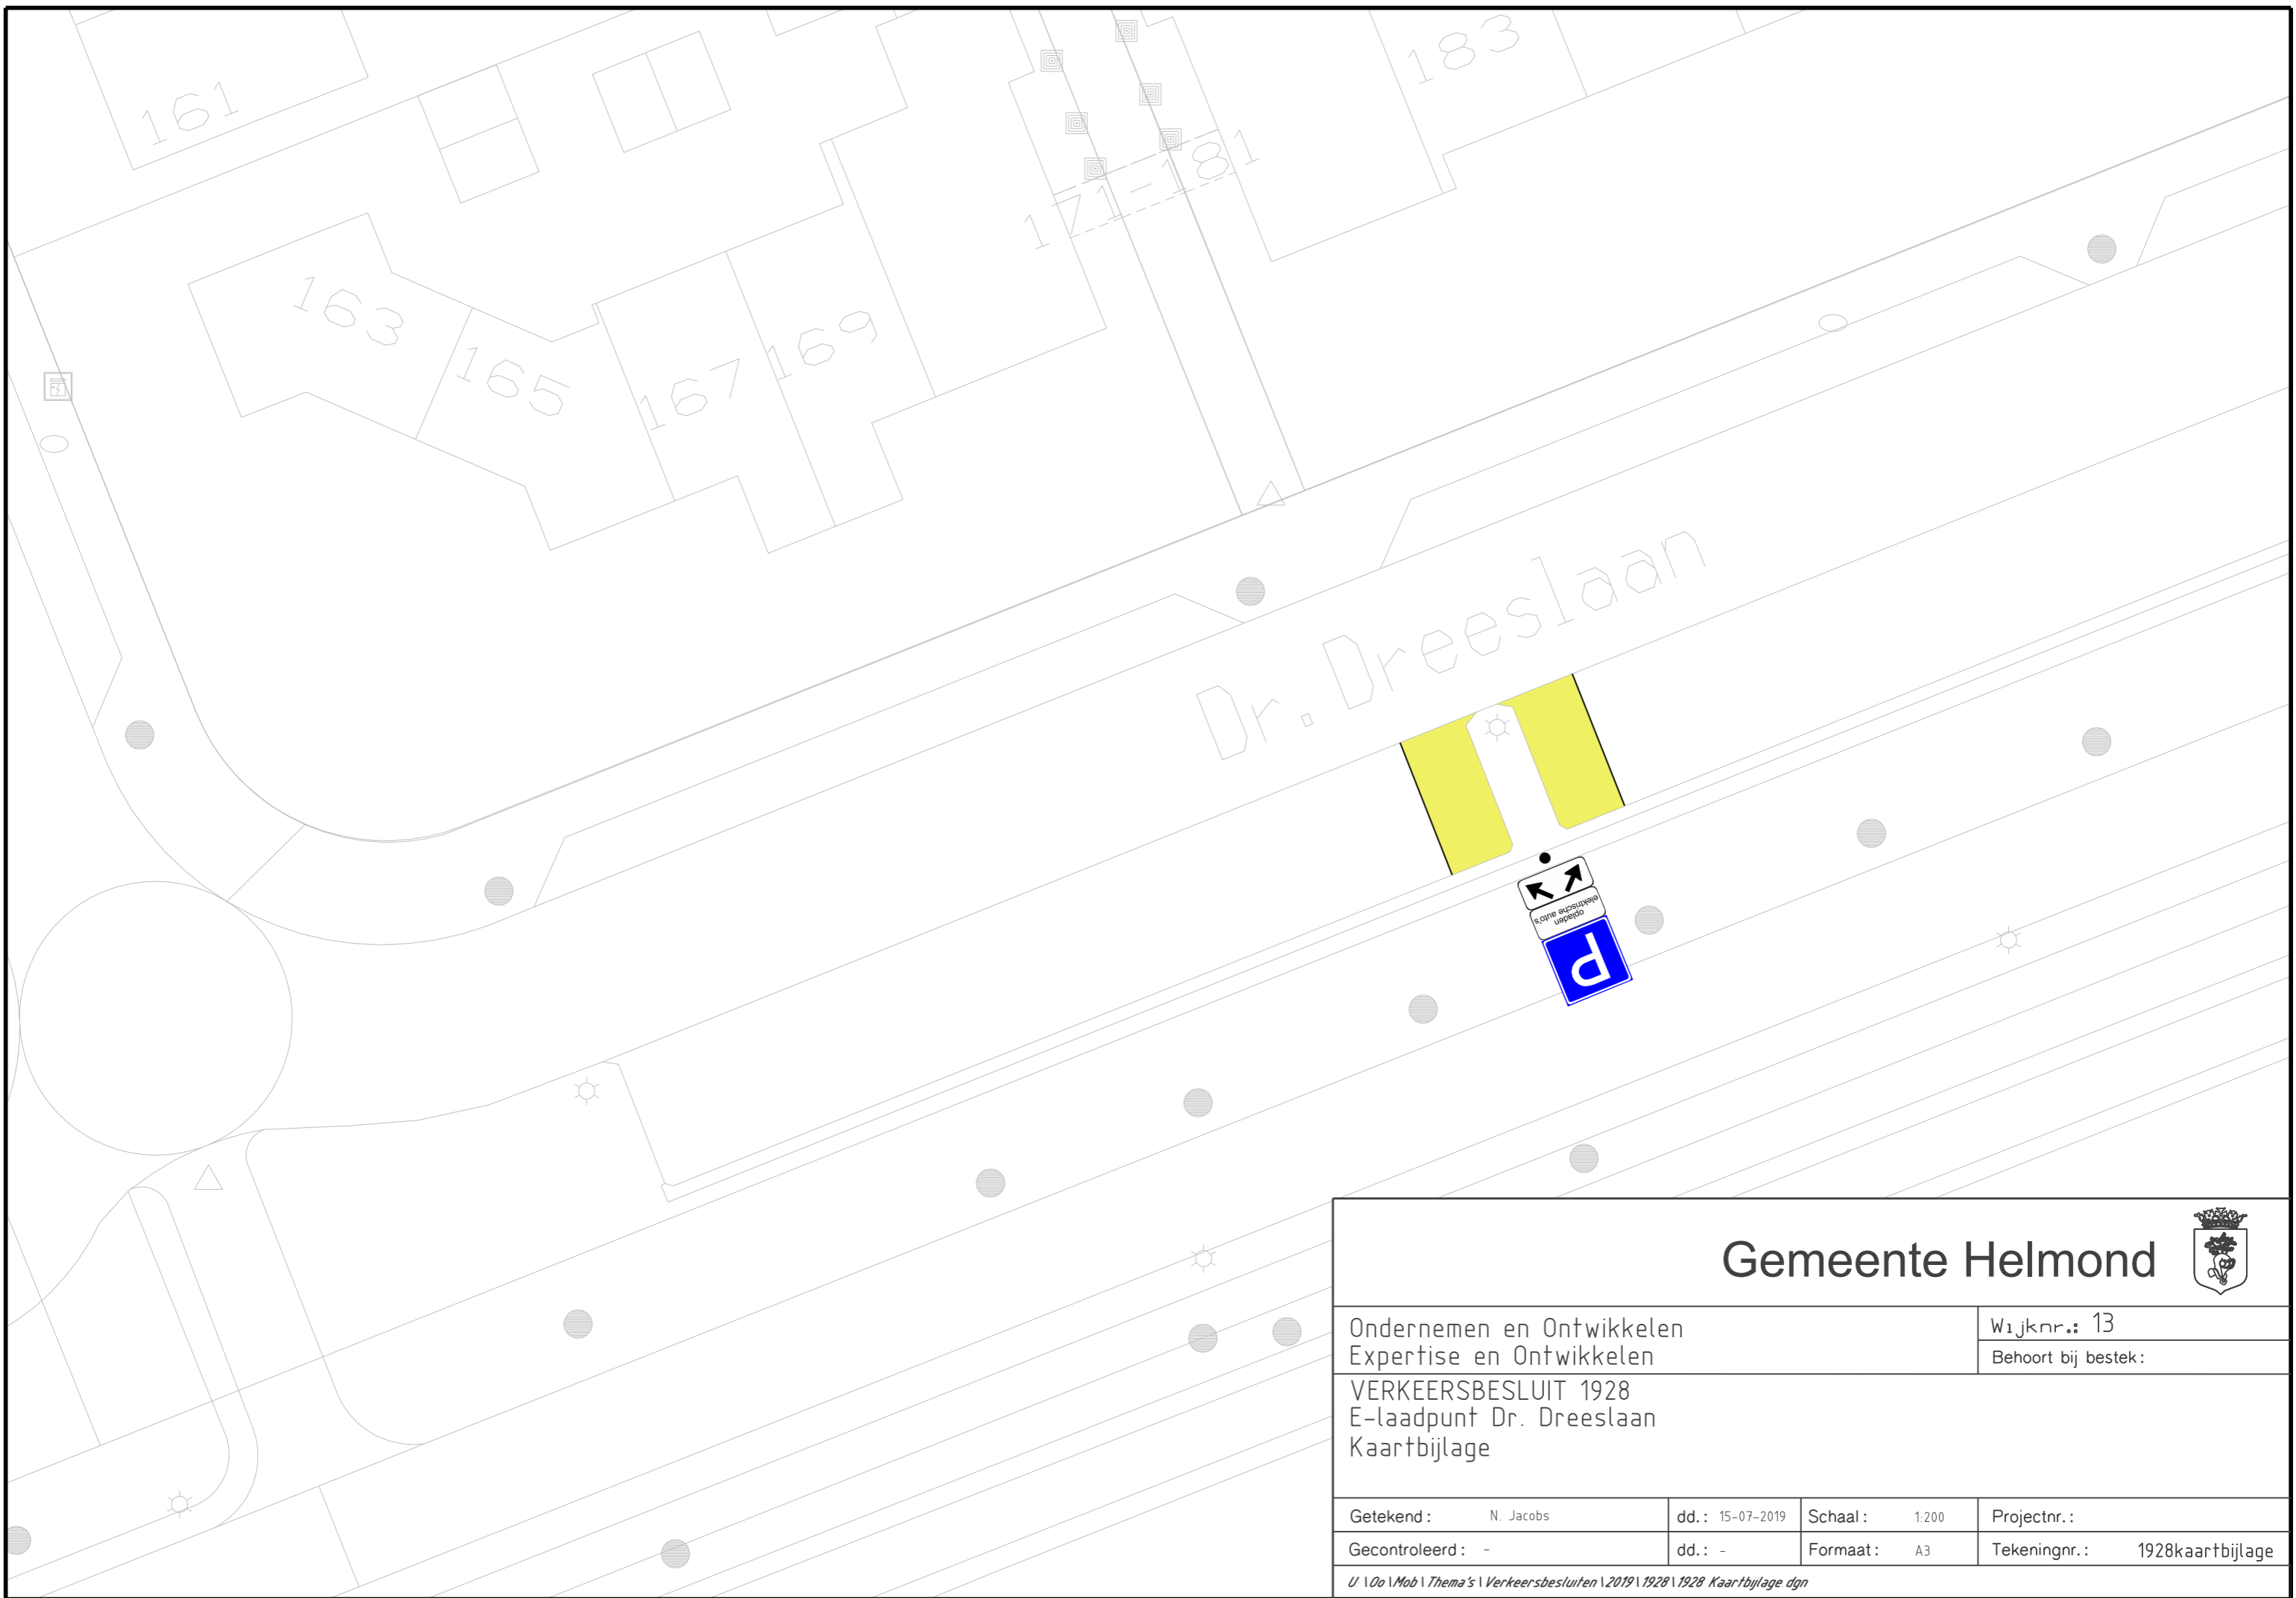 161
183
171-181
163
165
167
169
Dr. Dreeslaan
opladen
elektrische auto's
P
Gemeente Helmond
Ondernemen en Ontwikkelen
Expertise en Ontwikkelen
Wijknr.: 13
Behoort bij bestek:
VERKEERSBESLUIT 1928
E-laadpunt Dr. Dreeslaan
Kaartbijlage
Getekend: N. Jacobs dd.: 15-07-2019 Schaal: 1:200 Projectnr.:
Gecontroleerd: - dd.: - Formaat: A3 Tekeningnr.: 1928kaartbijlage
U:\Oo\Mob\Thema's\Verkeersbesluiten\2019\1928\1928 Kaartbijlage.dgn